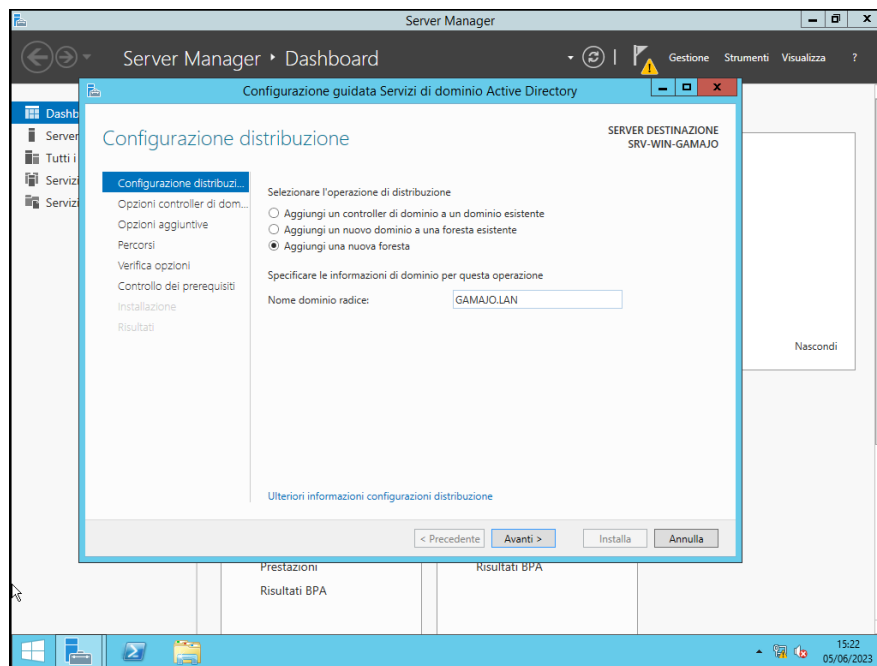 Server Manager
Server Manager • Dashboard
Gestione Strumenti Visualizza ?
Configurazione guidata Servizi di dominio Active Directory
Dashb
Server
Tutti i
Servizi
Servizi
Configurazione distribuzione
SERVER DESTINAZIONE
SRV-WIN-GAMAJO
Configurazione distribuzi...
Opzioni controller di dom...
Opzioni aggiuntive
Percorsi
Verifica opzioni
Controllo dei prerequisiti
Installazione
Risultati
Selezionare l'operazione di distribuzione
Aggiungi un controller di dominio a un dominio esistente
Aggiungi un nuovo dominio a una foresta esistente
Aggiungi una nuova foresta
Specificare le informazioni di dominio per questa operazione
Nome dominio radice: GAMAJO.LAN
Ulteriori informazioni configurazioni distribuzione
Nascondi
< Precedente Avanti > Installa Annulla
Prestazioni
Risultati BPA
Risultati BPA
15:22
05/06/2023